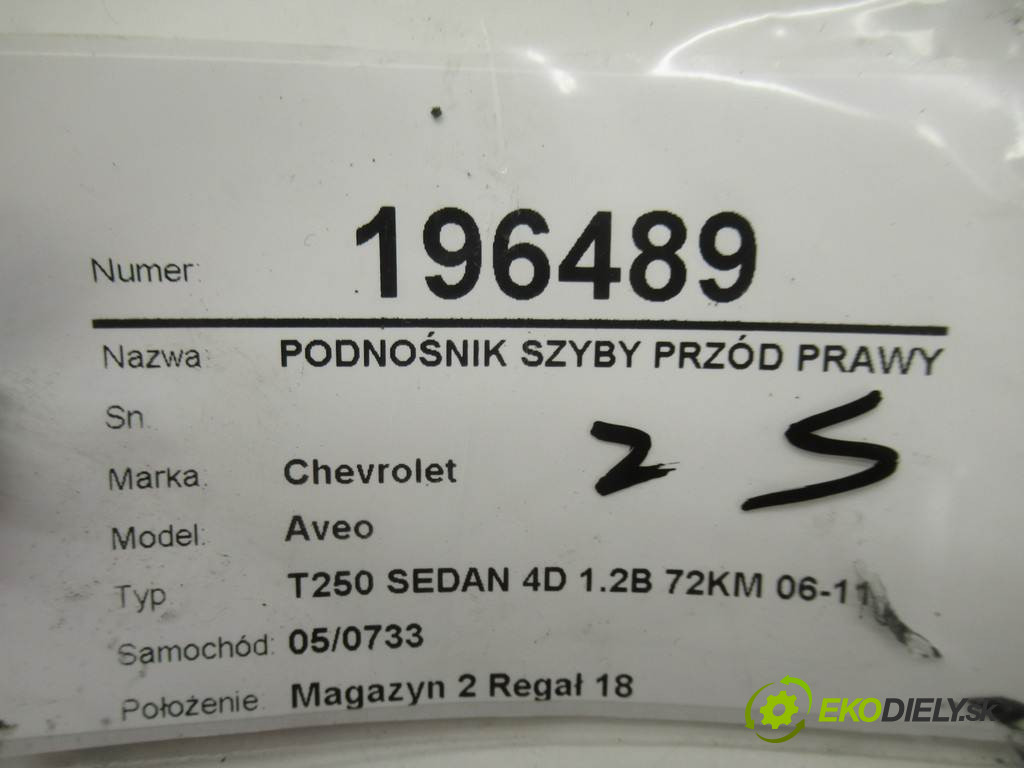 Numer: 196489
Nazwa: PODNOŚNIK SZYBY PRZÓD PRAWY
Sn.
2 S
Marka: Chevrolet
Model: Aveo
Typ T250 SEDAN 4D 1.2B 72KM 06-11
Samochód: 05/0733
Położenie: Magazyn 2 Regał 18
EKODIELY.sk